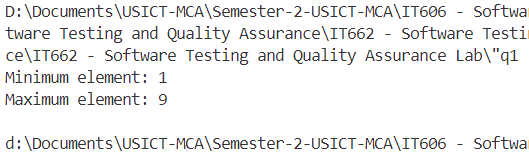 D:\Documents\USICT-MCA\Semester-2-USICT-MCA\IT606 - Softwa
tware Testing and Quality Assurance\IT662 - Software Testi
ce\IT662 - Software Testing and Quality Assurance Lab\"q1
Minimum element: 1
Maximum element: 9
d:\Documents\USICT-MCA\Semester-2-USICT-MCA\IT606 - Softwa